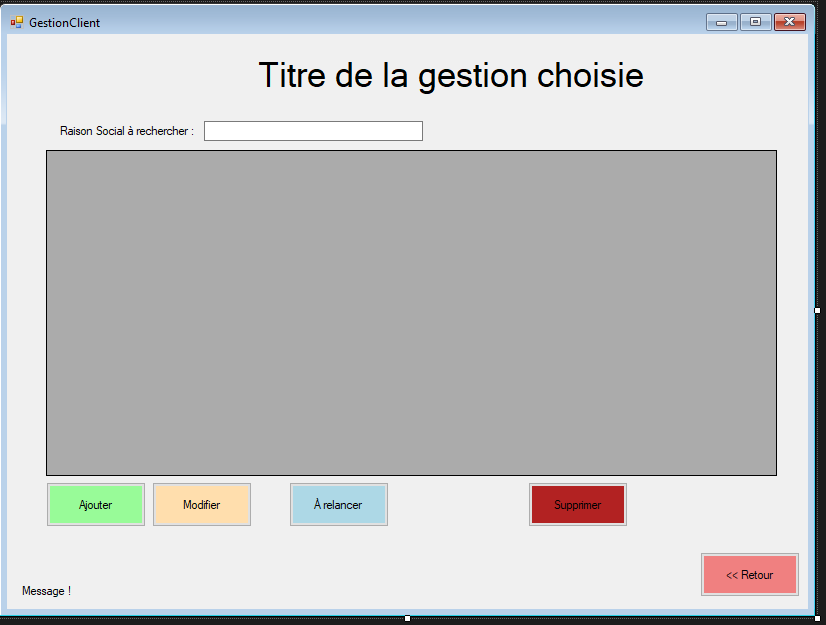 GestionClient
Titre de la gestion choisie
Raison Social à rechercher :
Ajouter
Modifier
À relancer
Supprimer
<< Retour
Message !